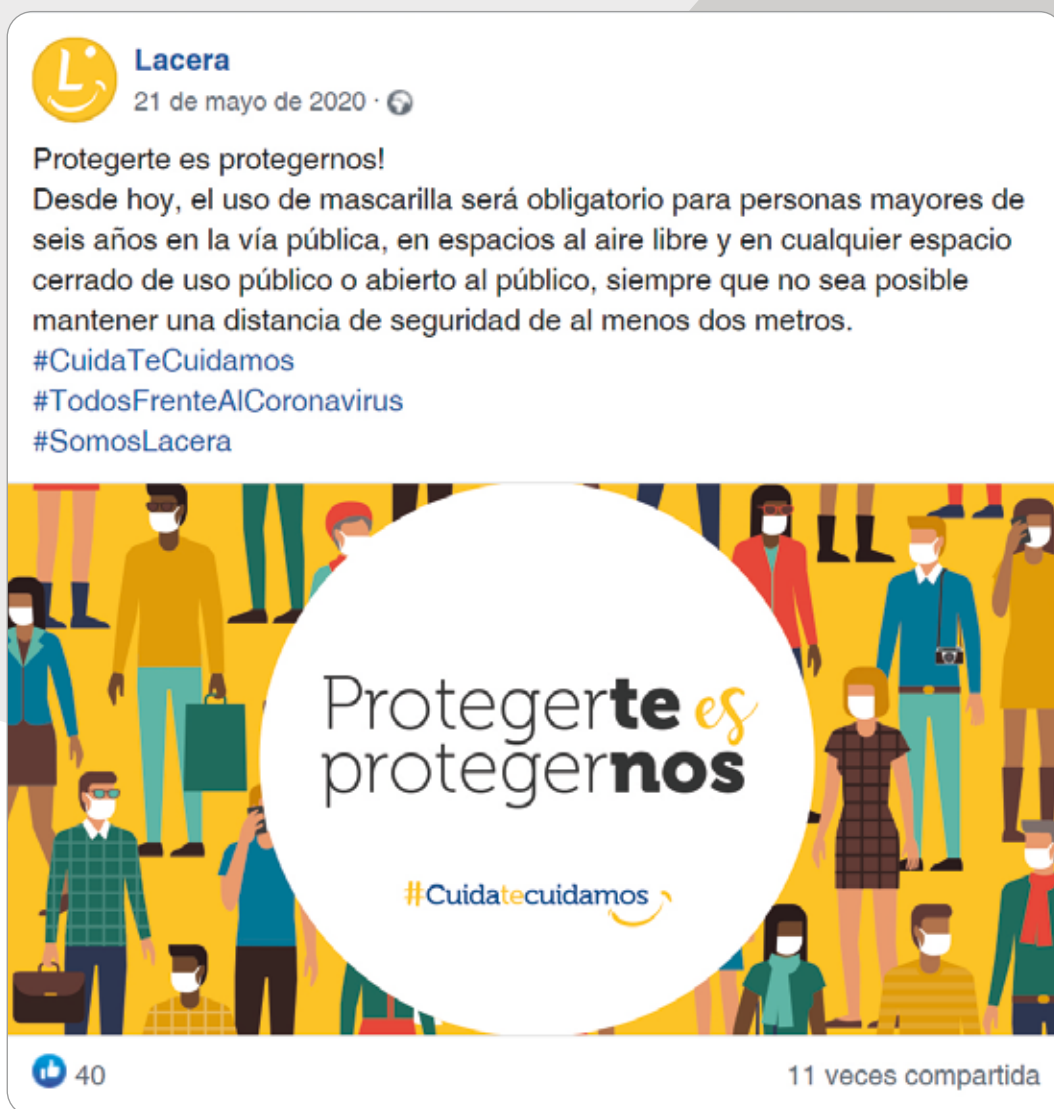 Lacera
21 de mayo de 2020 ·
Protegerte es protegernos!
Desde hoy, el uso de mascarilla será obligatorio para personas mayores de
seis años en la vía pública, en espacios al aire libre y en cualquier espacio
cerrado de uso público o abierto al público, siempre que no sea posible
mantener una distancia de seguridad de al menos dos metros.
#CuidaTeCuidamos
#TodosFrenteAlCoronavirus
#SomosLacera
Protegerte es
protegernos
#Cuidatecuidamos
40
11 veces compartida